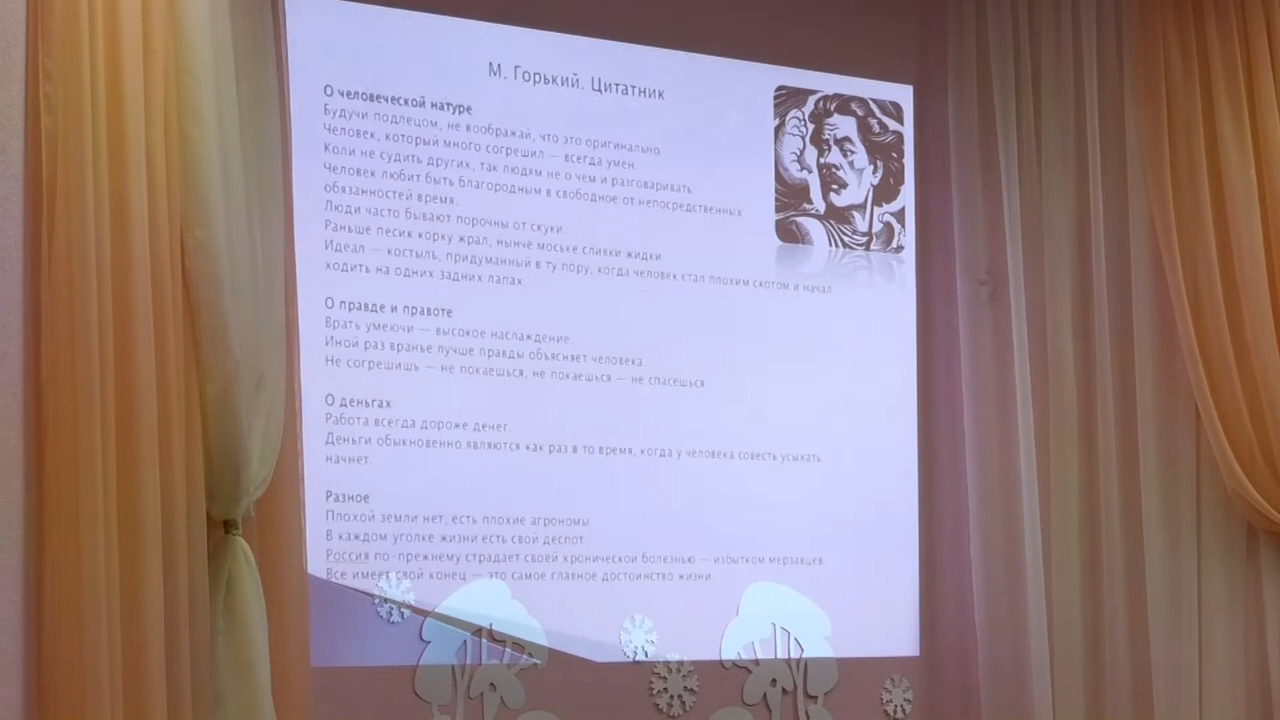 М. Горький. Цитатник
О человеческой натуре
Будучи подлецом, не воображай, что это оригинально
Человек, который много согрешил — всегда умен.
Коли не судить других, так людям не о чем и разговаривать
Человек любит быть благородным в свободное от непосредственных
обязанностей время.
Люди часто бывают порочны от скуки.
Раньше песик корку жрал, нынче моське сливки жидки
Идеал — костыль, придуманный в ту пору, когда человек стал плохим скотом и начал
ходить на одних задних лапах
О правде и правоте
Врать умеючи — высокое наслаждение.
Иной раз вранье лучше правды объясняет человека
Не согрешишь — не покаешься, не покаешься — не спасешься
О деньгах
Работа всегда дороже денег
Деньги обыкновенно являются как раз в то время, когда у человека совесть усыхать
начнет.
Разное
Плохой земли нет, есть плохие агрономы.
В каждом уголке жизни есть свой деспот.
Россия по-прежнему страдает своей хронической болезнью — избытком мерзавцев.
Все имеет свой конец — это самое главное достоинство жизни.